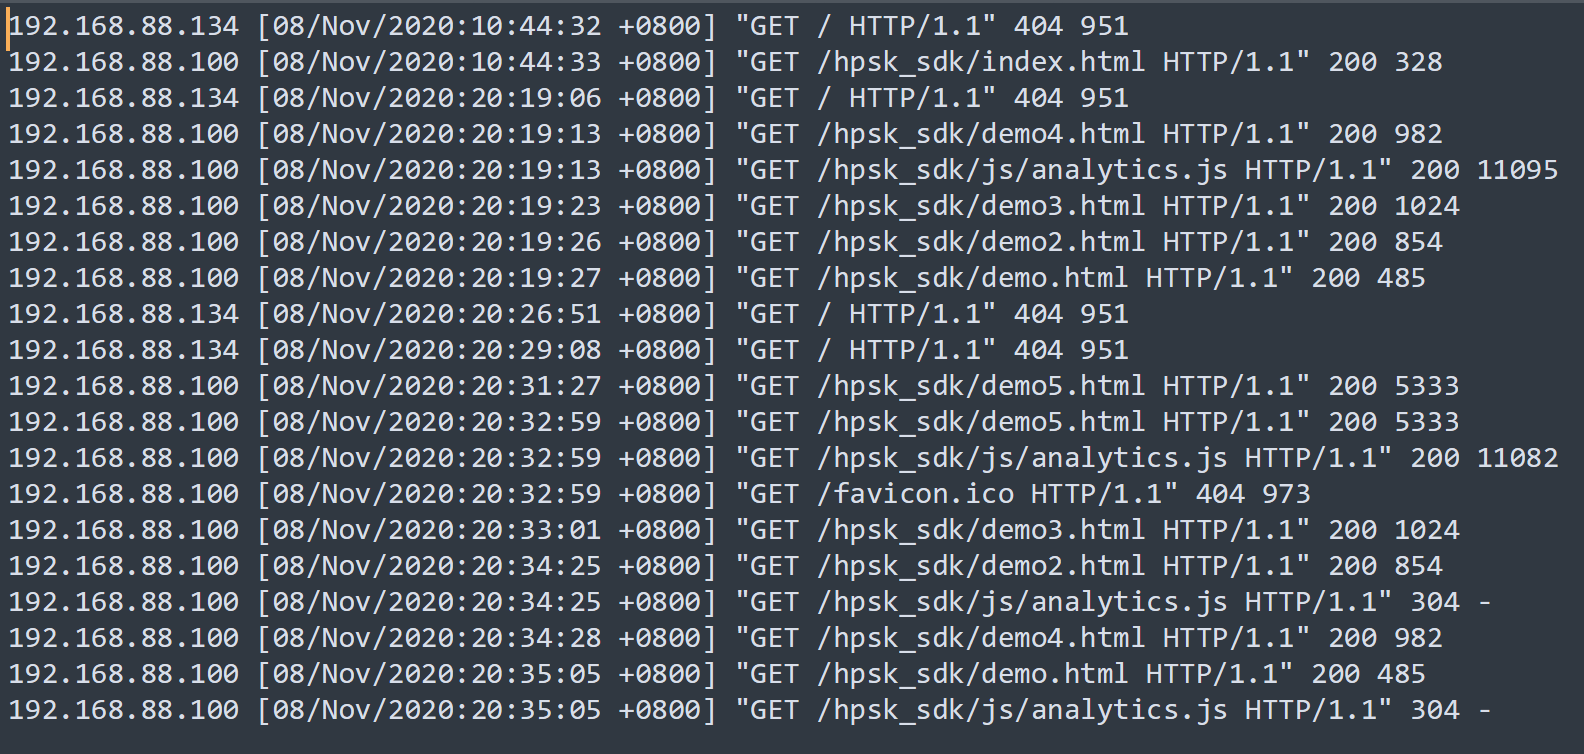 192.168.88.134 [08/Nov/2020:10:44:32 +0800] "GET / HTTP/1.1" 404 951
192.168.88.100 [08/Nov/2020:10:44:33 +0800] "GET /hpsk_sdk/index.html HTTP/1.1" 200 328
192.168.88.134 [08/Nov/2020:20:19:06 +0800] "GET / HTTP/1.1" 404 951
192.168.88.100 [08/Nov/2020:20:19:13 +0800] "GET /hpsk_sdk/demo4.html HTTP/1.1" 200 982
192.168.88.100 [08/Nov/2020:20:19:13 +0800] "GET /hpsk_sdk/js/analytics.js HTTP/1.1" 200 11095
192.168.88.100 [08/Nov/2020:20:19:23 +0800] "GET /hpsk_sdk/demo3.html HTTP/1.1" 200 1024
192.168.88.100 [08/Nov/2020:20:19:26 +0800] "GET /hpsk_sdk/demo2.html HTTP/1.1" 200 854
192.168.88.100 [08/Nov/2020:20:19:27 +0800] "GET /hpsk_sdk/demo.html HTTP/1.1" 200 485
192.168.88.134 [08/Nov/2020:20:26:51 +0800] "GET / HTTP/1.1" 404 951
192.168.88.134 [08/Nov/2020:20:29:08 +0800] "GET / HTTP/1.1" 404 951
192.168.88.100 [08/Nov/2020:20:31:27 +0800] "GET /hpsk_sdk/demo5.html HTTP/1.1" 200 5333
192.168.88.100 [08/Nov/2020:20:32:59 +0800] "GET /hpsk_sdk/demo5.html HTTP/1.1" 200 5333
192.168.88.100 [08/Nov/2020:20:32:59 +0800] "GET /hpsk_sdk/js/analytics.js HTTP/1.1" 200 11082
192.168.88.100 [08/Nov/2020:20:32:59 +0800] "GET /favicon.ico HTTP/1.1" 404 973
192.168.88.100 [08/Nov/2020:20:33:01 +0800] "GET /hpsk_sdk/demo3.html HTTP/1.1" 200 1024
192.168.88.100 [08/Nov/2020:20:34:25 +0800] "GET /hpsk_sdk/demo2.html HTTP/1.1" 200 854
192.168.88.100 [08/Nov/2020:20:34:25 +0800] "GET /hpsk_sdk/js/analytics.js HTTP/1.1" 304 -
192.168.88.100 [08/Nov/2020:20:34:28 +0800] "GET /hpsk_sdk/demo4.html HTTP/1.1" 200 982
192.168.88.100 [08/Nov/2020:20:35:05 +0800] "GET /hpsk_sdk/demo.html HTTP/1.1" 200 485
192.168.88.100 [08/Nov/2020:20:35:05 +0800] "GET /hpsk_sdk/js/analytics.js HTTP/1.1" 304 -